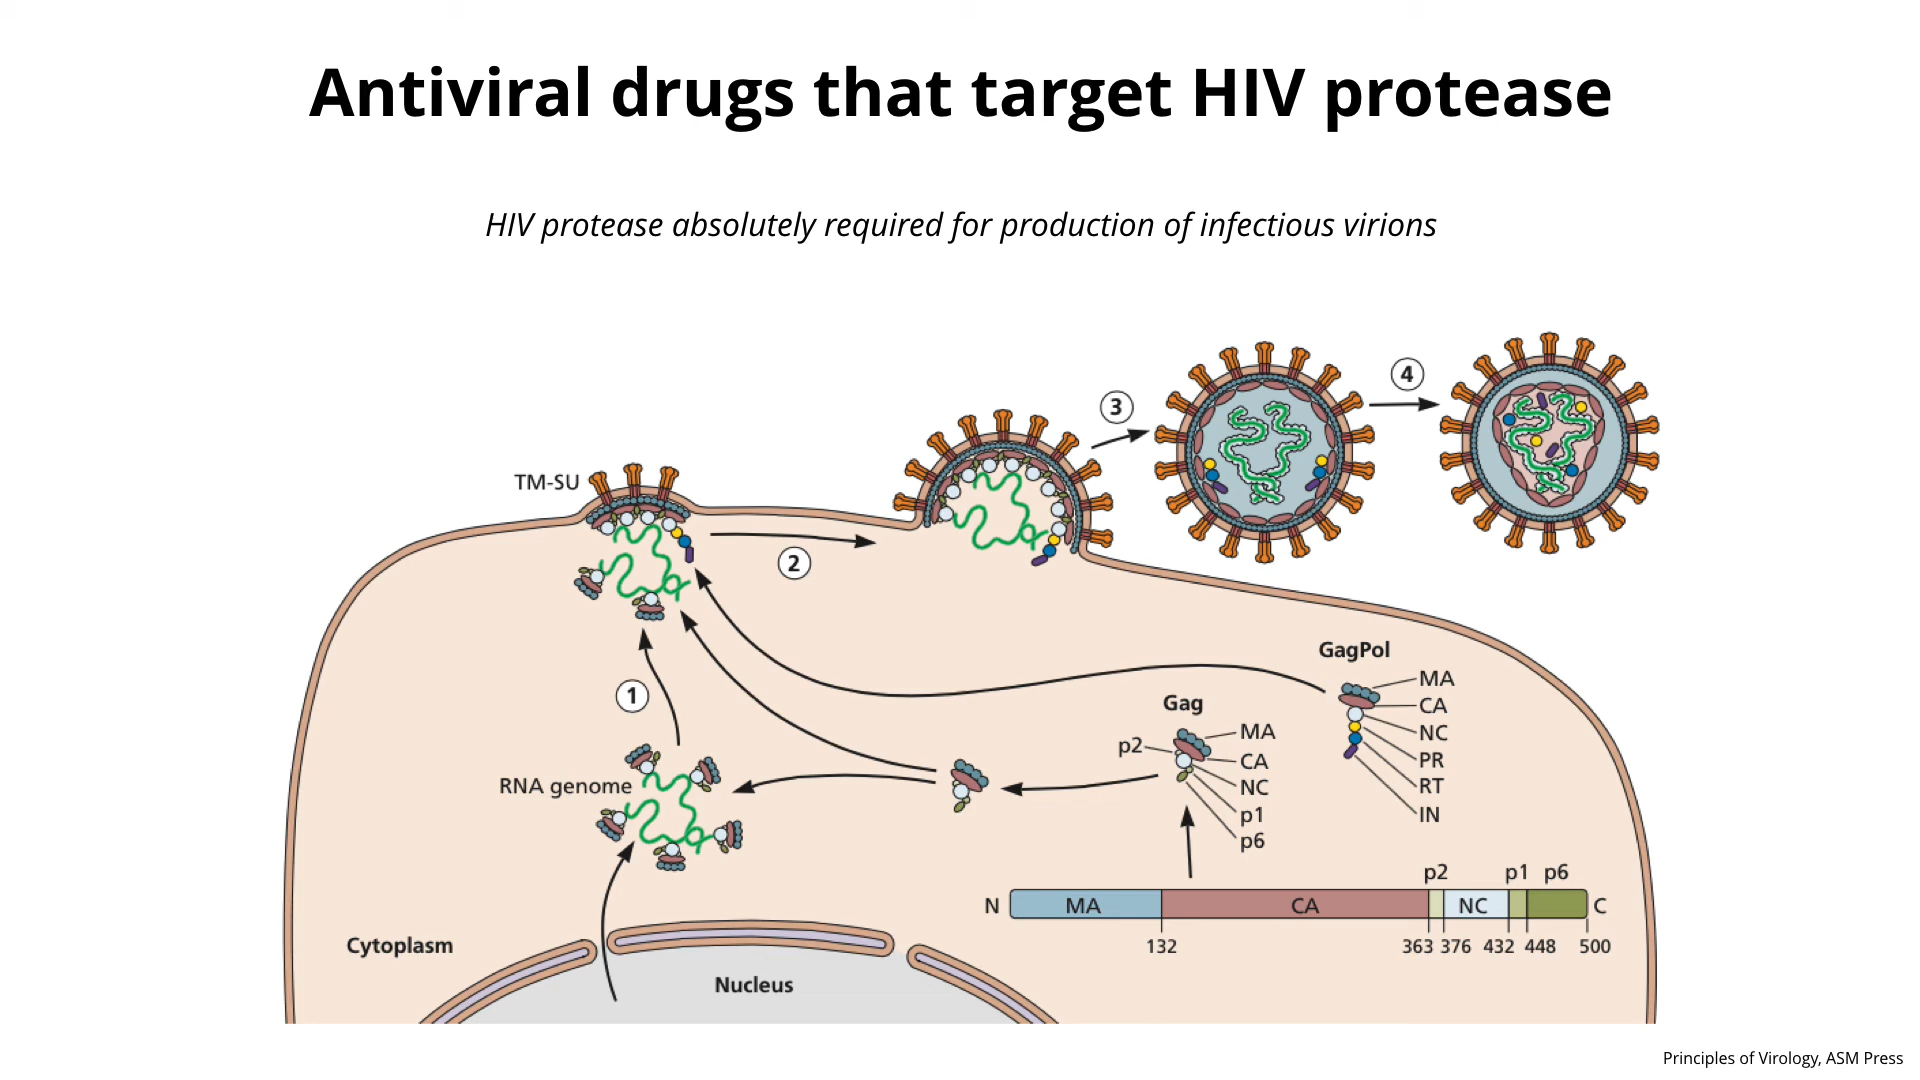 Antiviral drugs that target HIV protease
HIV protease absolutely required for production of infectious virions
4
3
TM-SU
2
GagPol
MA
CA
NC
PR
RT
IN
1
Gag
p2
MA
CA
NC
p1
p6
RNA genome
p2 p1 p6
N MA CA NC C
132 363 376 432 448 500
Cytoplasm
Nucleus
Principles of Virology, ASM Press